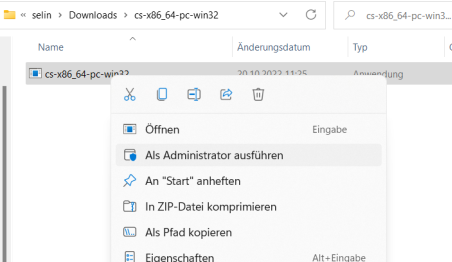 « selin > Downloads > cs-x86_64-pc-win32
cs-x86_64-pc-win3...
Name Änderungsdatum Typ
cs-x86_64-pc-win32 20.10.2022 11:25 Anwendung
Öffnen Eingabe
Als Administrator ausführen
An "Start" anheften
In ZIP-Datei komprimieren
Als Pfad kopieren
Eigenschaften Alt+Eingabe